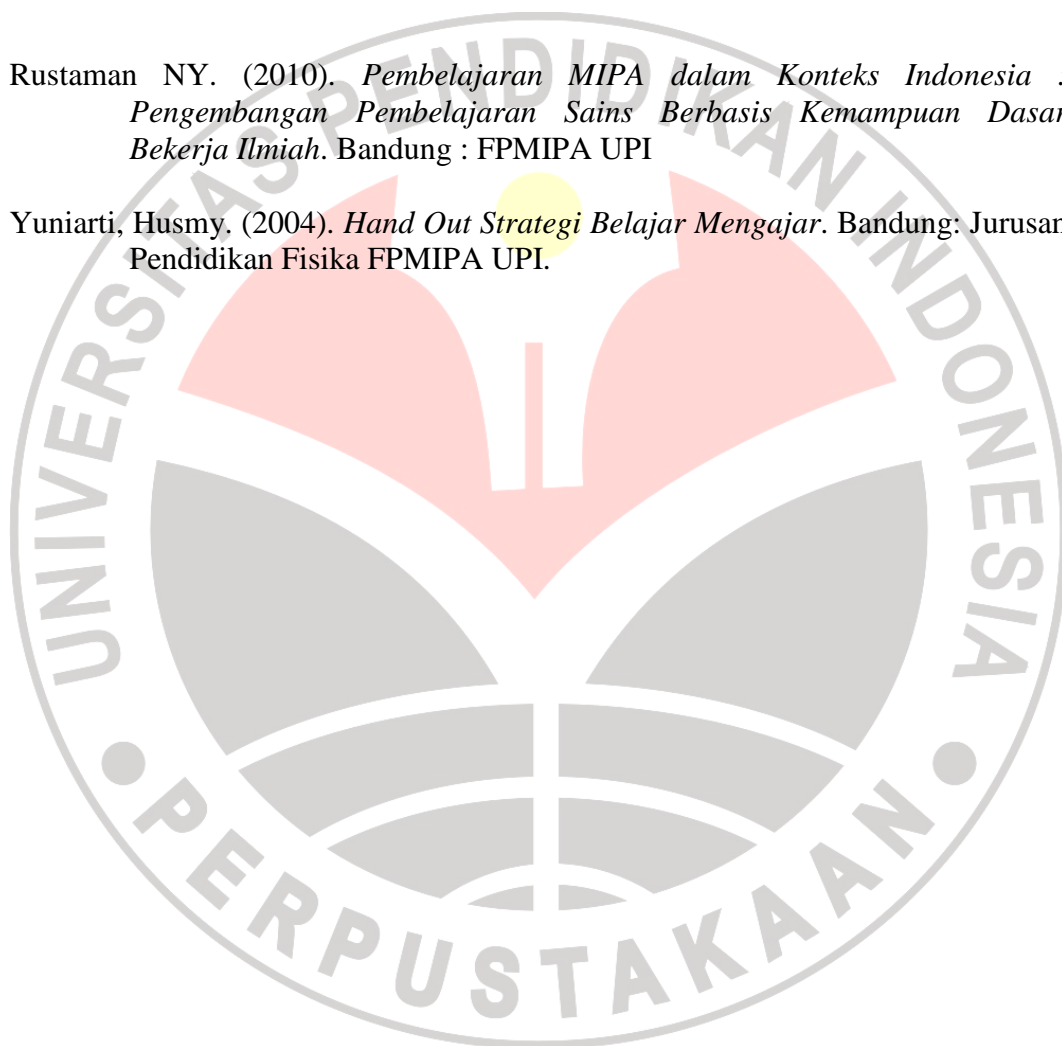 Rustaman NY. (2010). Pembelajaran MIPA dalam Konteks Indonesia .
Pengembangan Pembelajaran Sains Berbasis Kemampuan Dasar
Bekerja Ilmiah. Bandung : FPMIPA UPI
Yuniarti, Husmy. (2004). Hand Out Strategi Belajar Mengajar. Bandung: Jurusan
Pendidikan Fisika FPMIPA UPI.
UNIVERSITAS PENDIDIKAN INDONESIA
PERPUSTAKAAN